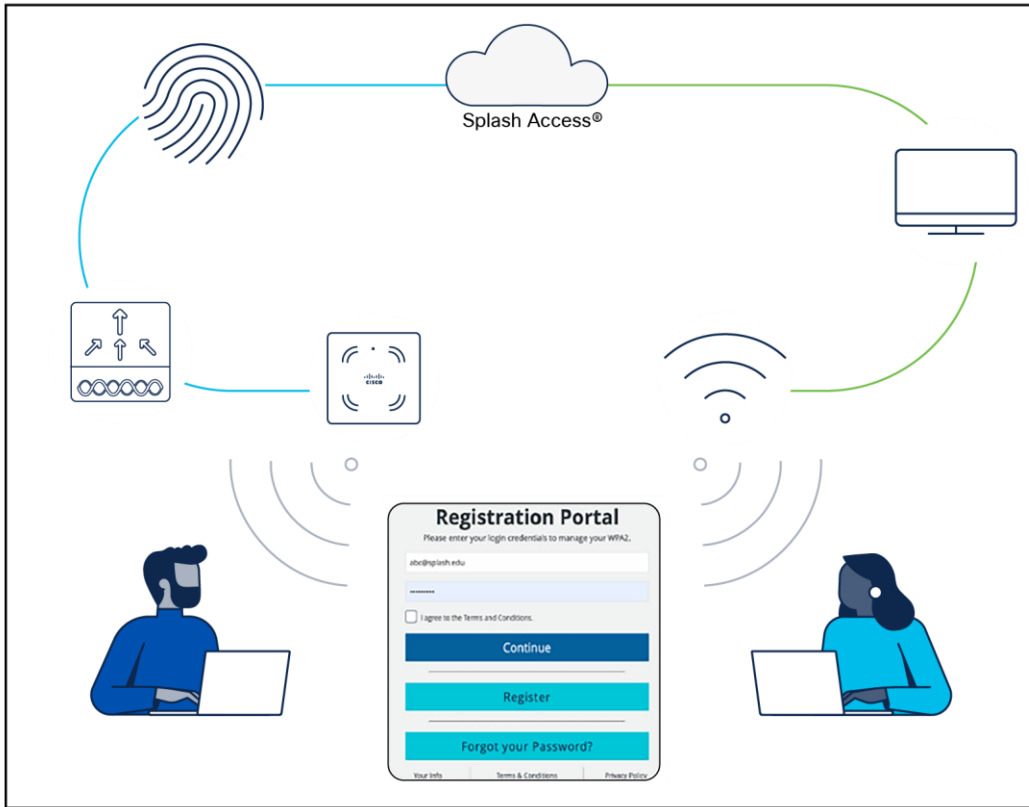 Splash Access®
CISCO
Registration Portal
Please enter your login credentials to manage your WPA2.
abc@splash.edu
•••••••••
I agree to the Terms and Conditions.
Continue
Register
Forgot your Password?
Your Info
Terms & Conditions
Privacy Policy